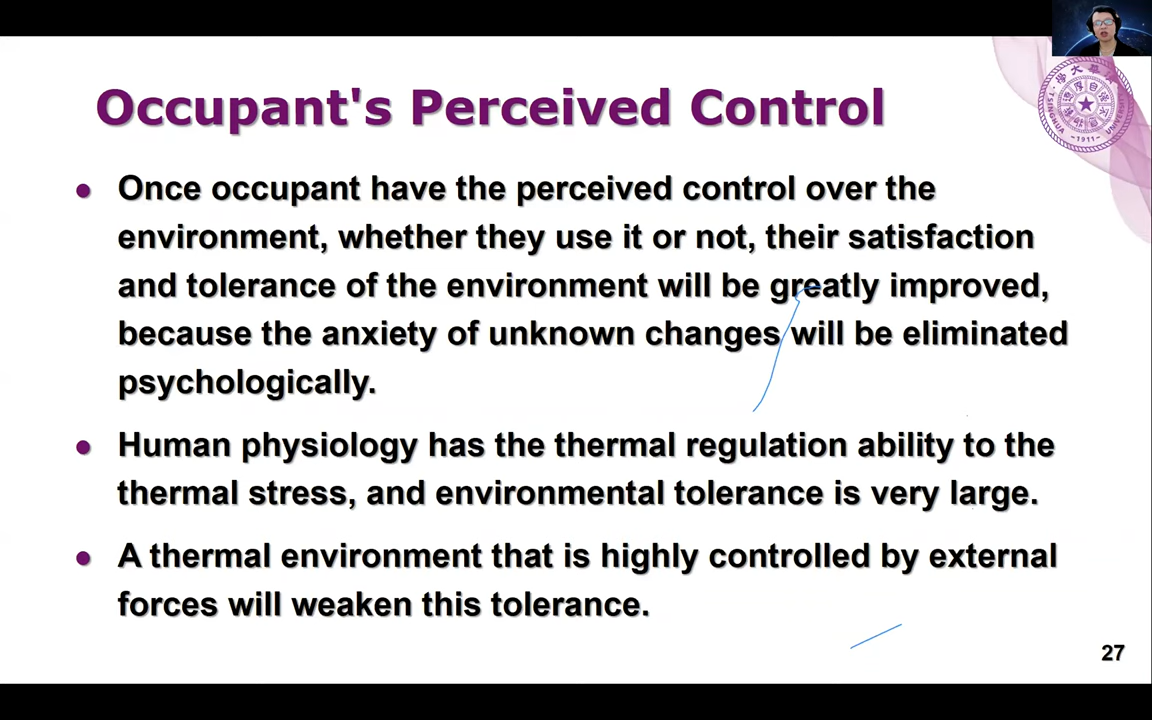 Occupant's Perceived Control
Once occupant have the perceived control over the
environment, whether they use it or not, their satisfaction
and tolerance of the environment will be greatly improved,
because the anxiety of unknown changes will be eliminated
psychologically.
Human physiology has the thermal regulation ability to the
thermal stress, and environmental tolerance is very large.
A thermal environment that is highly controlled by external
forces will weaken this tolerance.
27
TSINGHUA UNIVERSITY
-1911-